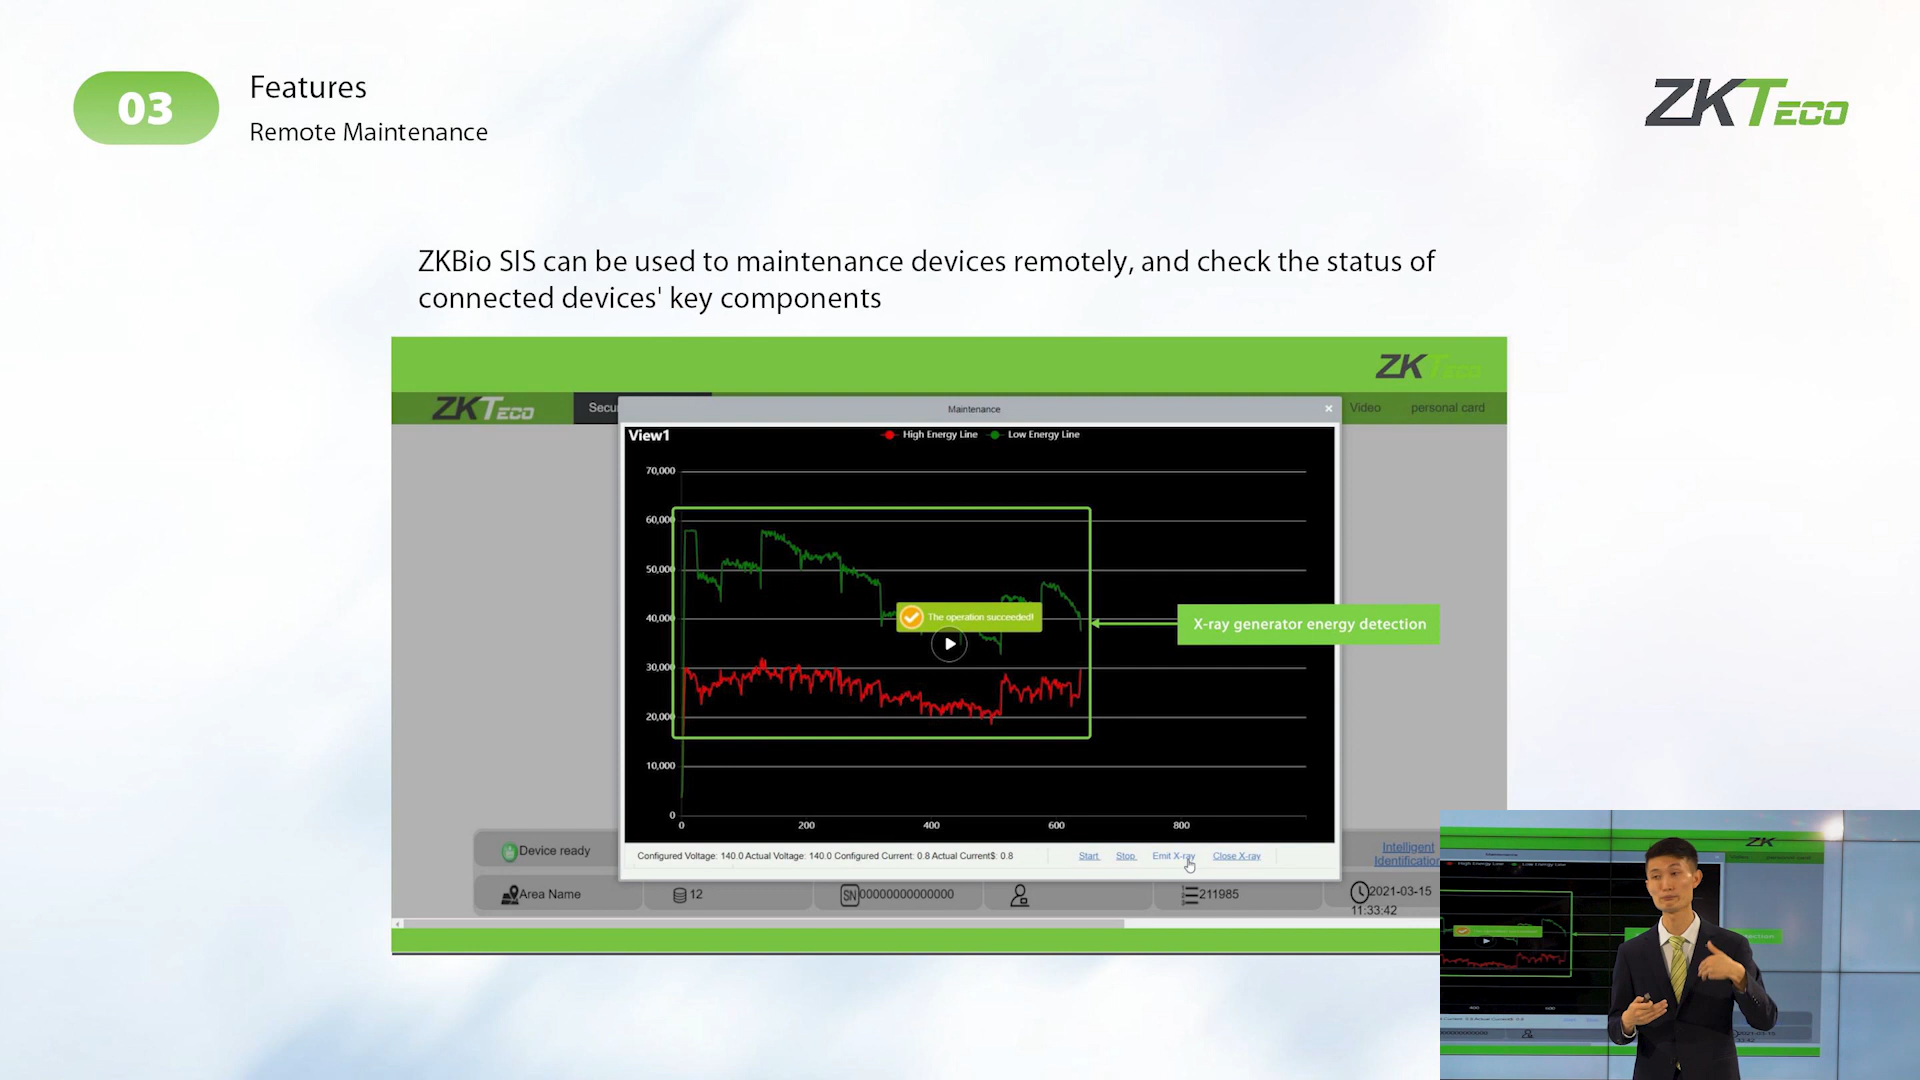 03
Features
Remote Maintenance
ZKTECO
ZKBio SIS can be used to maintenance devices remotely, and check the status of
connected devices' key components
ZKTeco
ZKTECO
Secu
Maintenance
×
Video
personal card
View1
High Energy Line
Low Energy Line
70,000
60,000
50,000
40,000
30,000
20,000
10,000
0
0
200
400
600
800
The operation succeeded!
X-ray generator energy detection
Configured Voltage: 140.0 Actual Voltage: 140.0 Configured Current: 0.8 Actual Current$: 0.8
Start
Stop
Emit X-ray
Close X-ray
Device ready
Intelligent
Identification
Area Name
12
SN
00000000000000
211985
2021-03-15
11:33:42
ZK